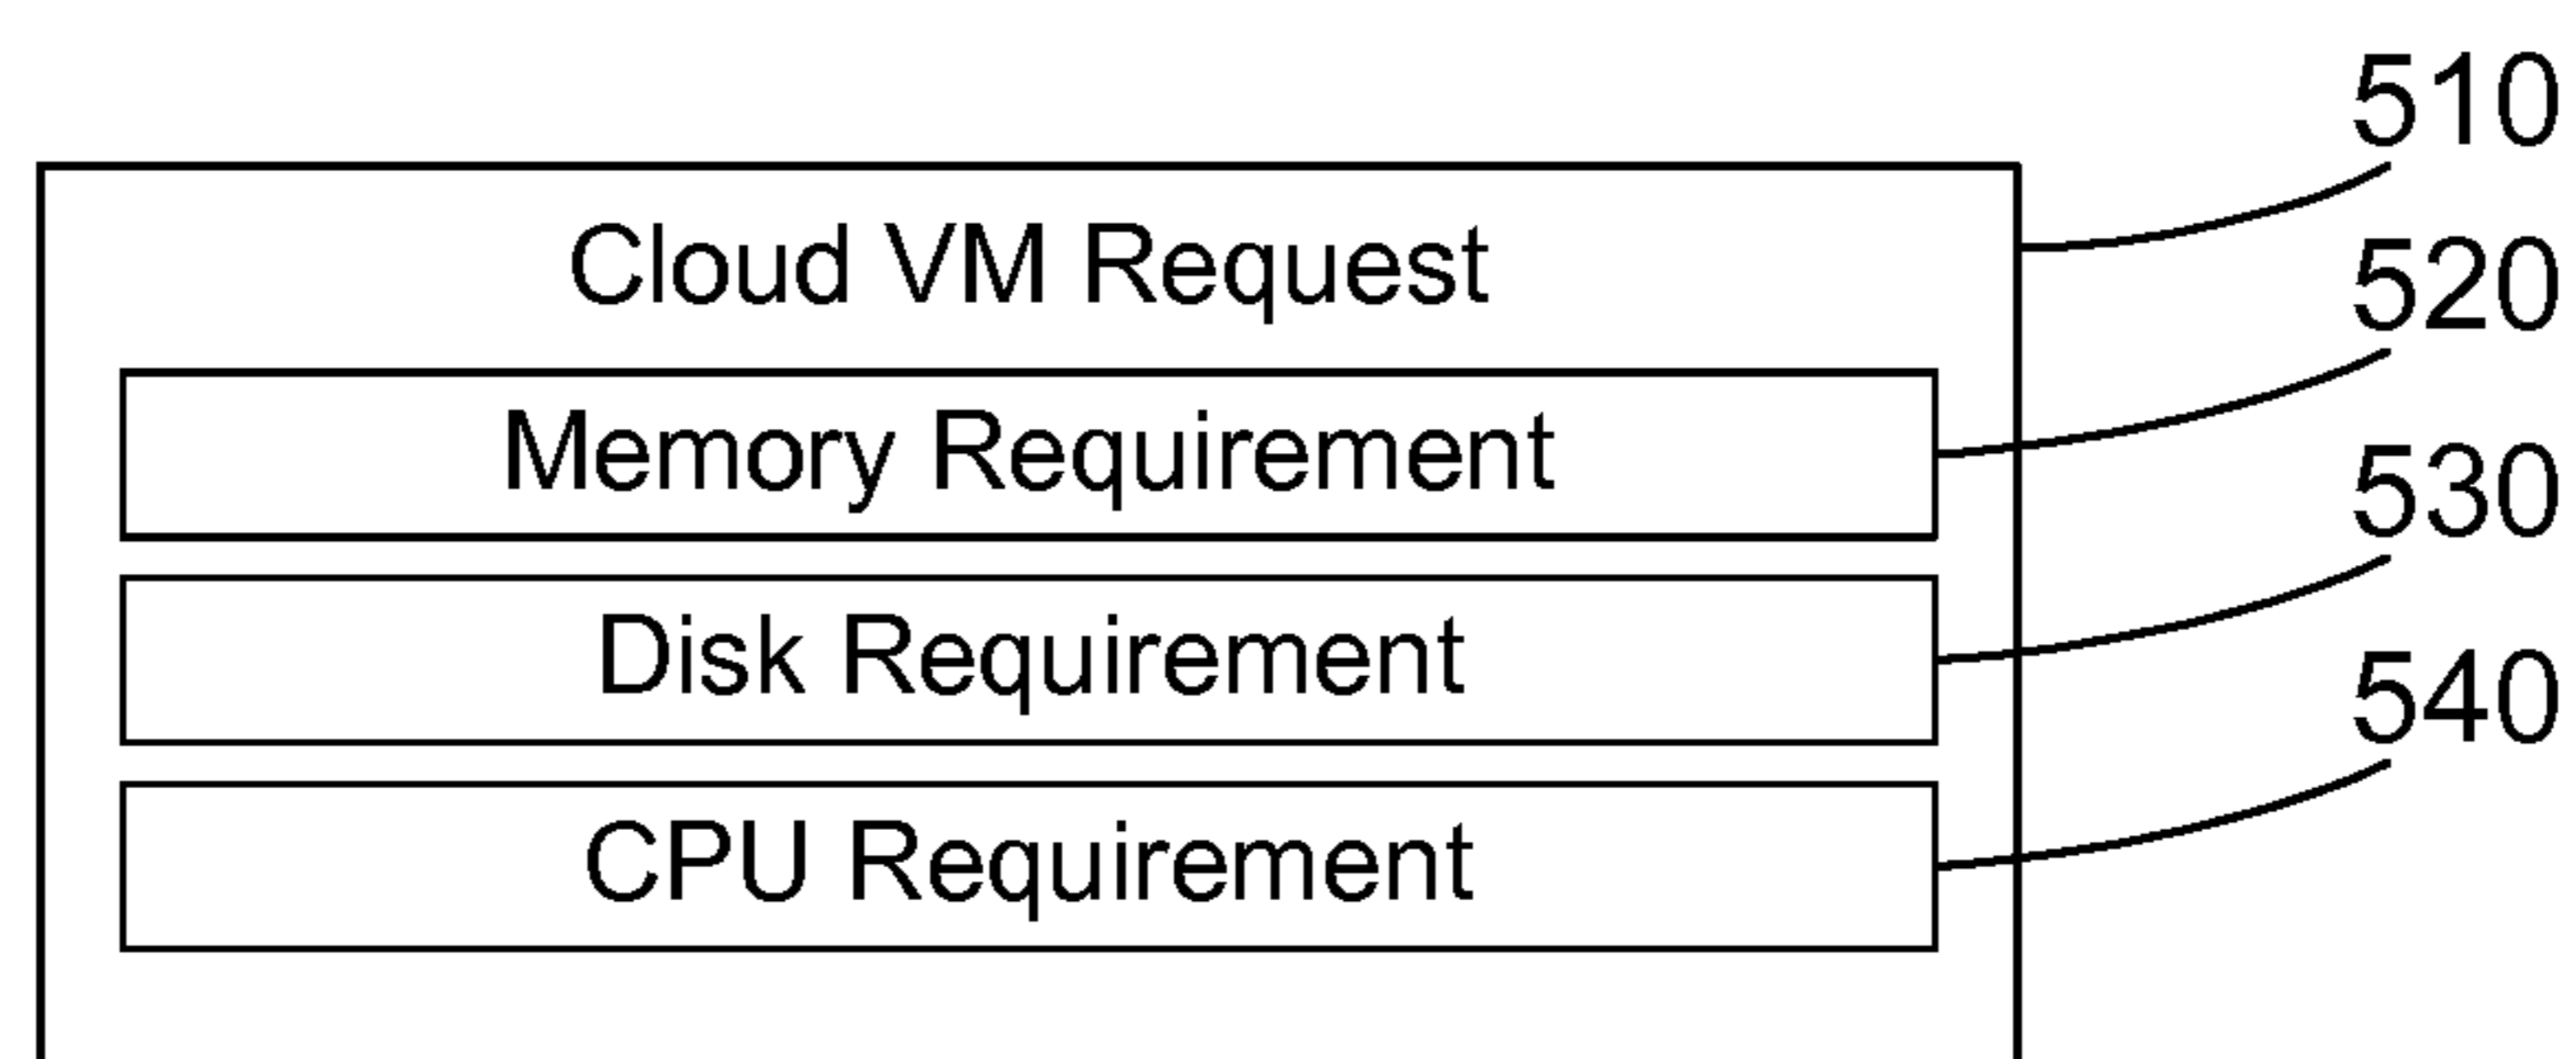 510
Cloud VM Request
520
Memory Requirement
530
Disk Requirement
540
CPU Requirement